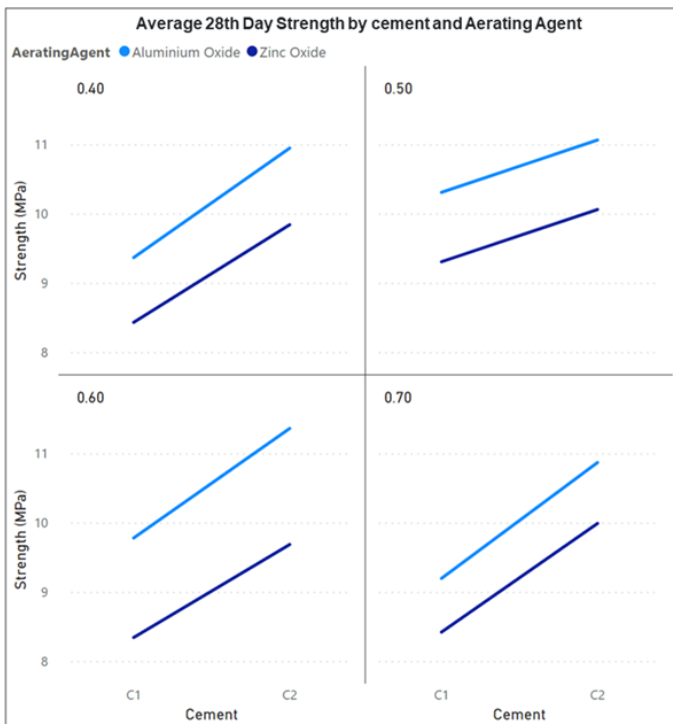 Average 28th Day Strength by cement and Aerating Agent
AeratingAgent Aluminium Oxide Zinc Oxide
0.40 0.50
11
10
9
8
Strength (MPa)
0.60 0.70
11
10
9
8
Strength (MPa)
C1 C2 C1 C2
Cement Cement